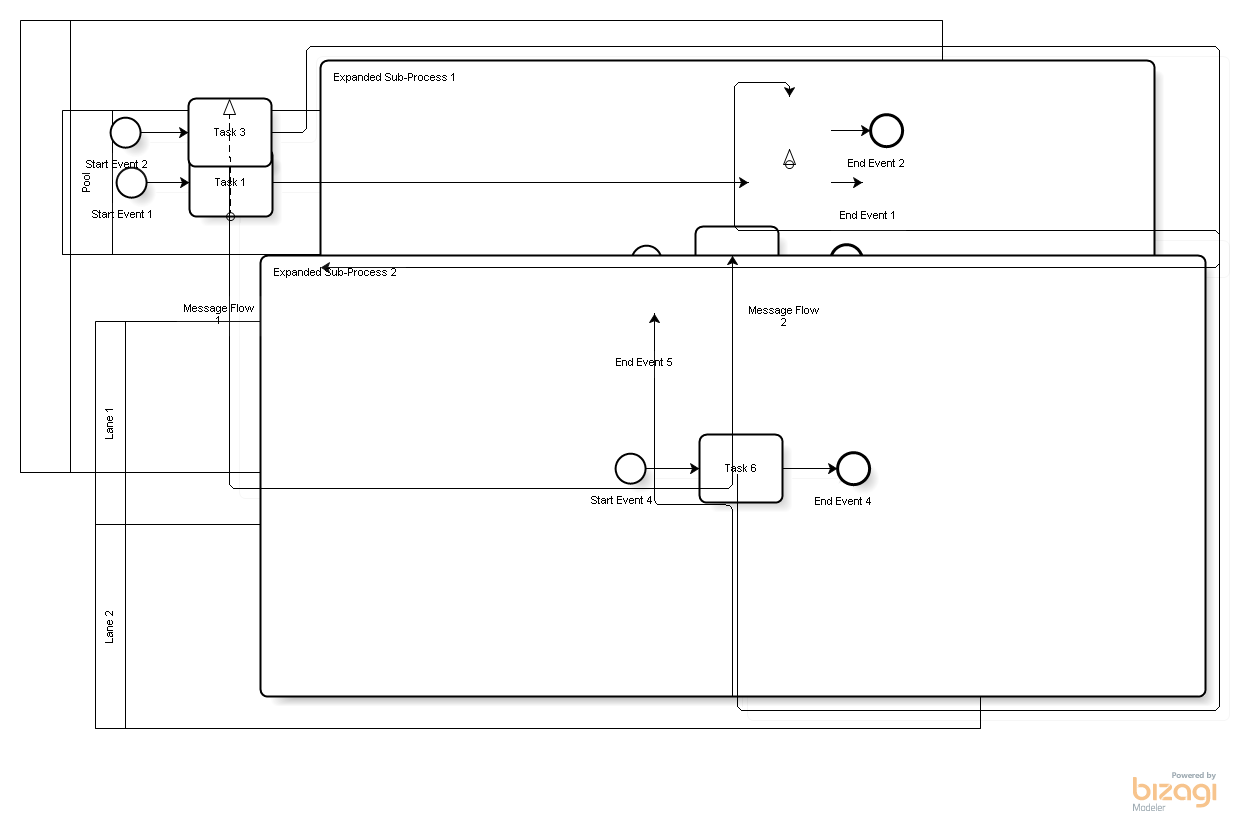 Expanded Sub-Process 1
Task 3
Start Event 2
End Event 2
Pool
Task 1
Start Event 1
End Event 1
Expanded Sub-Process 2
Message Flow
1
Message Flow
2
End Event 5
Lane 1
Task 6
Start Event 4
End Event 4
Lane 2
Powered by
bizagi
Modeler